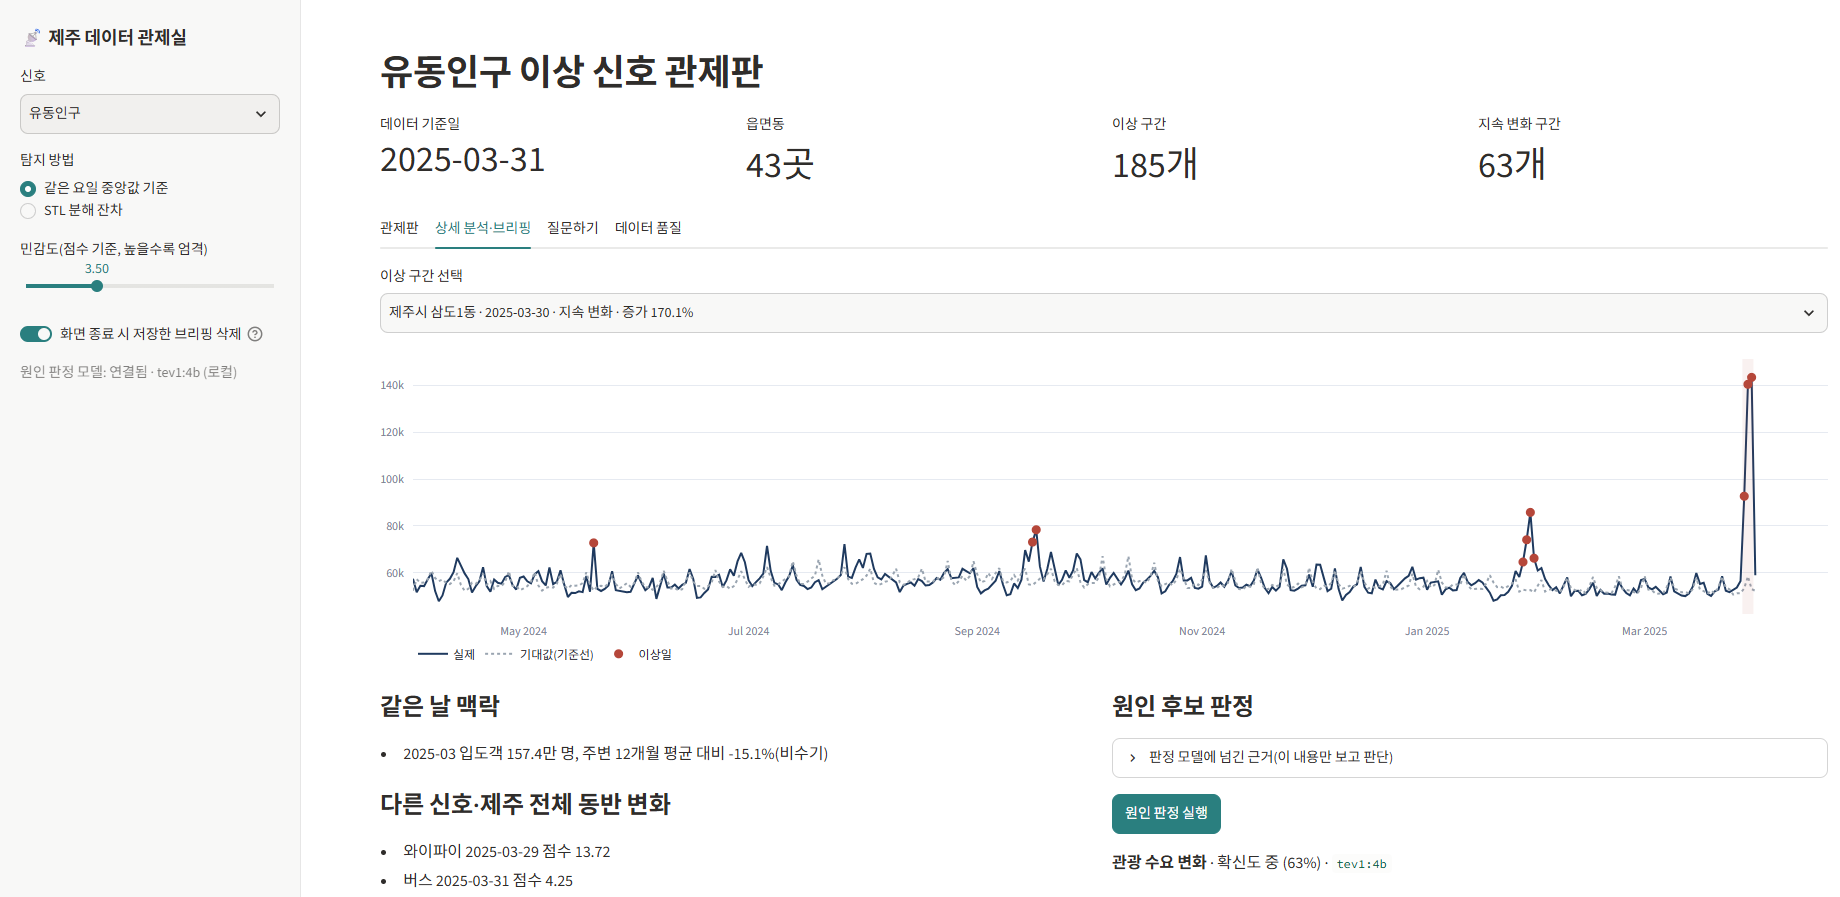 제주 데이터 관제실
신호
유동인구
탐지 방법
같은 요일 중앙값 기준
STL 분해 잔차
민감도(점수 기준, 높을수록 엄격)
3.50
화면 종료 시 저장한 브리핑 삭제
원인 판정 모델: 연결됨 · tev1:4b (로컬)
유동인구 이상 신호 관제판
데이터 기준일
2025-03-31
읍면동
43곳
이상 구간
185개
지속 변화 구간
63개
관제판 상세 분석·브리핑 질문하기 데이터 품질
이상 구간 선택
제주시 삼도1동 · 2025-03-30 · 지속 변화 · 증가 170.1%
140k
120k
100k
80k
60k
May 2024 Jul 2024 Sep 2024 Nov 2024 Jan 2025 Mar 2025
실제 기대값(기준선) 이상일
같은 날 맥락
2025-03 입도객 157.4만 명, 주변 12개월 평균 대비 -15.1%(비수기)
다른 신호·제주 전체 동반 변화
와이파이 2025-03-29 점수 13.72
버스 2025-03-31 점수 4.25
원인 후보 판정
판정 모델에 넘긴 근거(이 내용만 보고 판단)
원인 판정 실행
관광 수요 변화 · 확신도 중 (63%) · tev1:4b